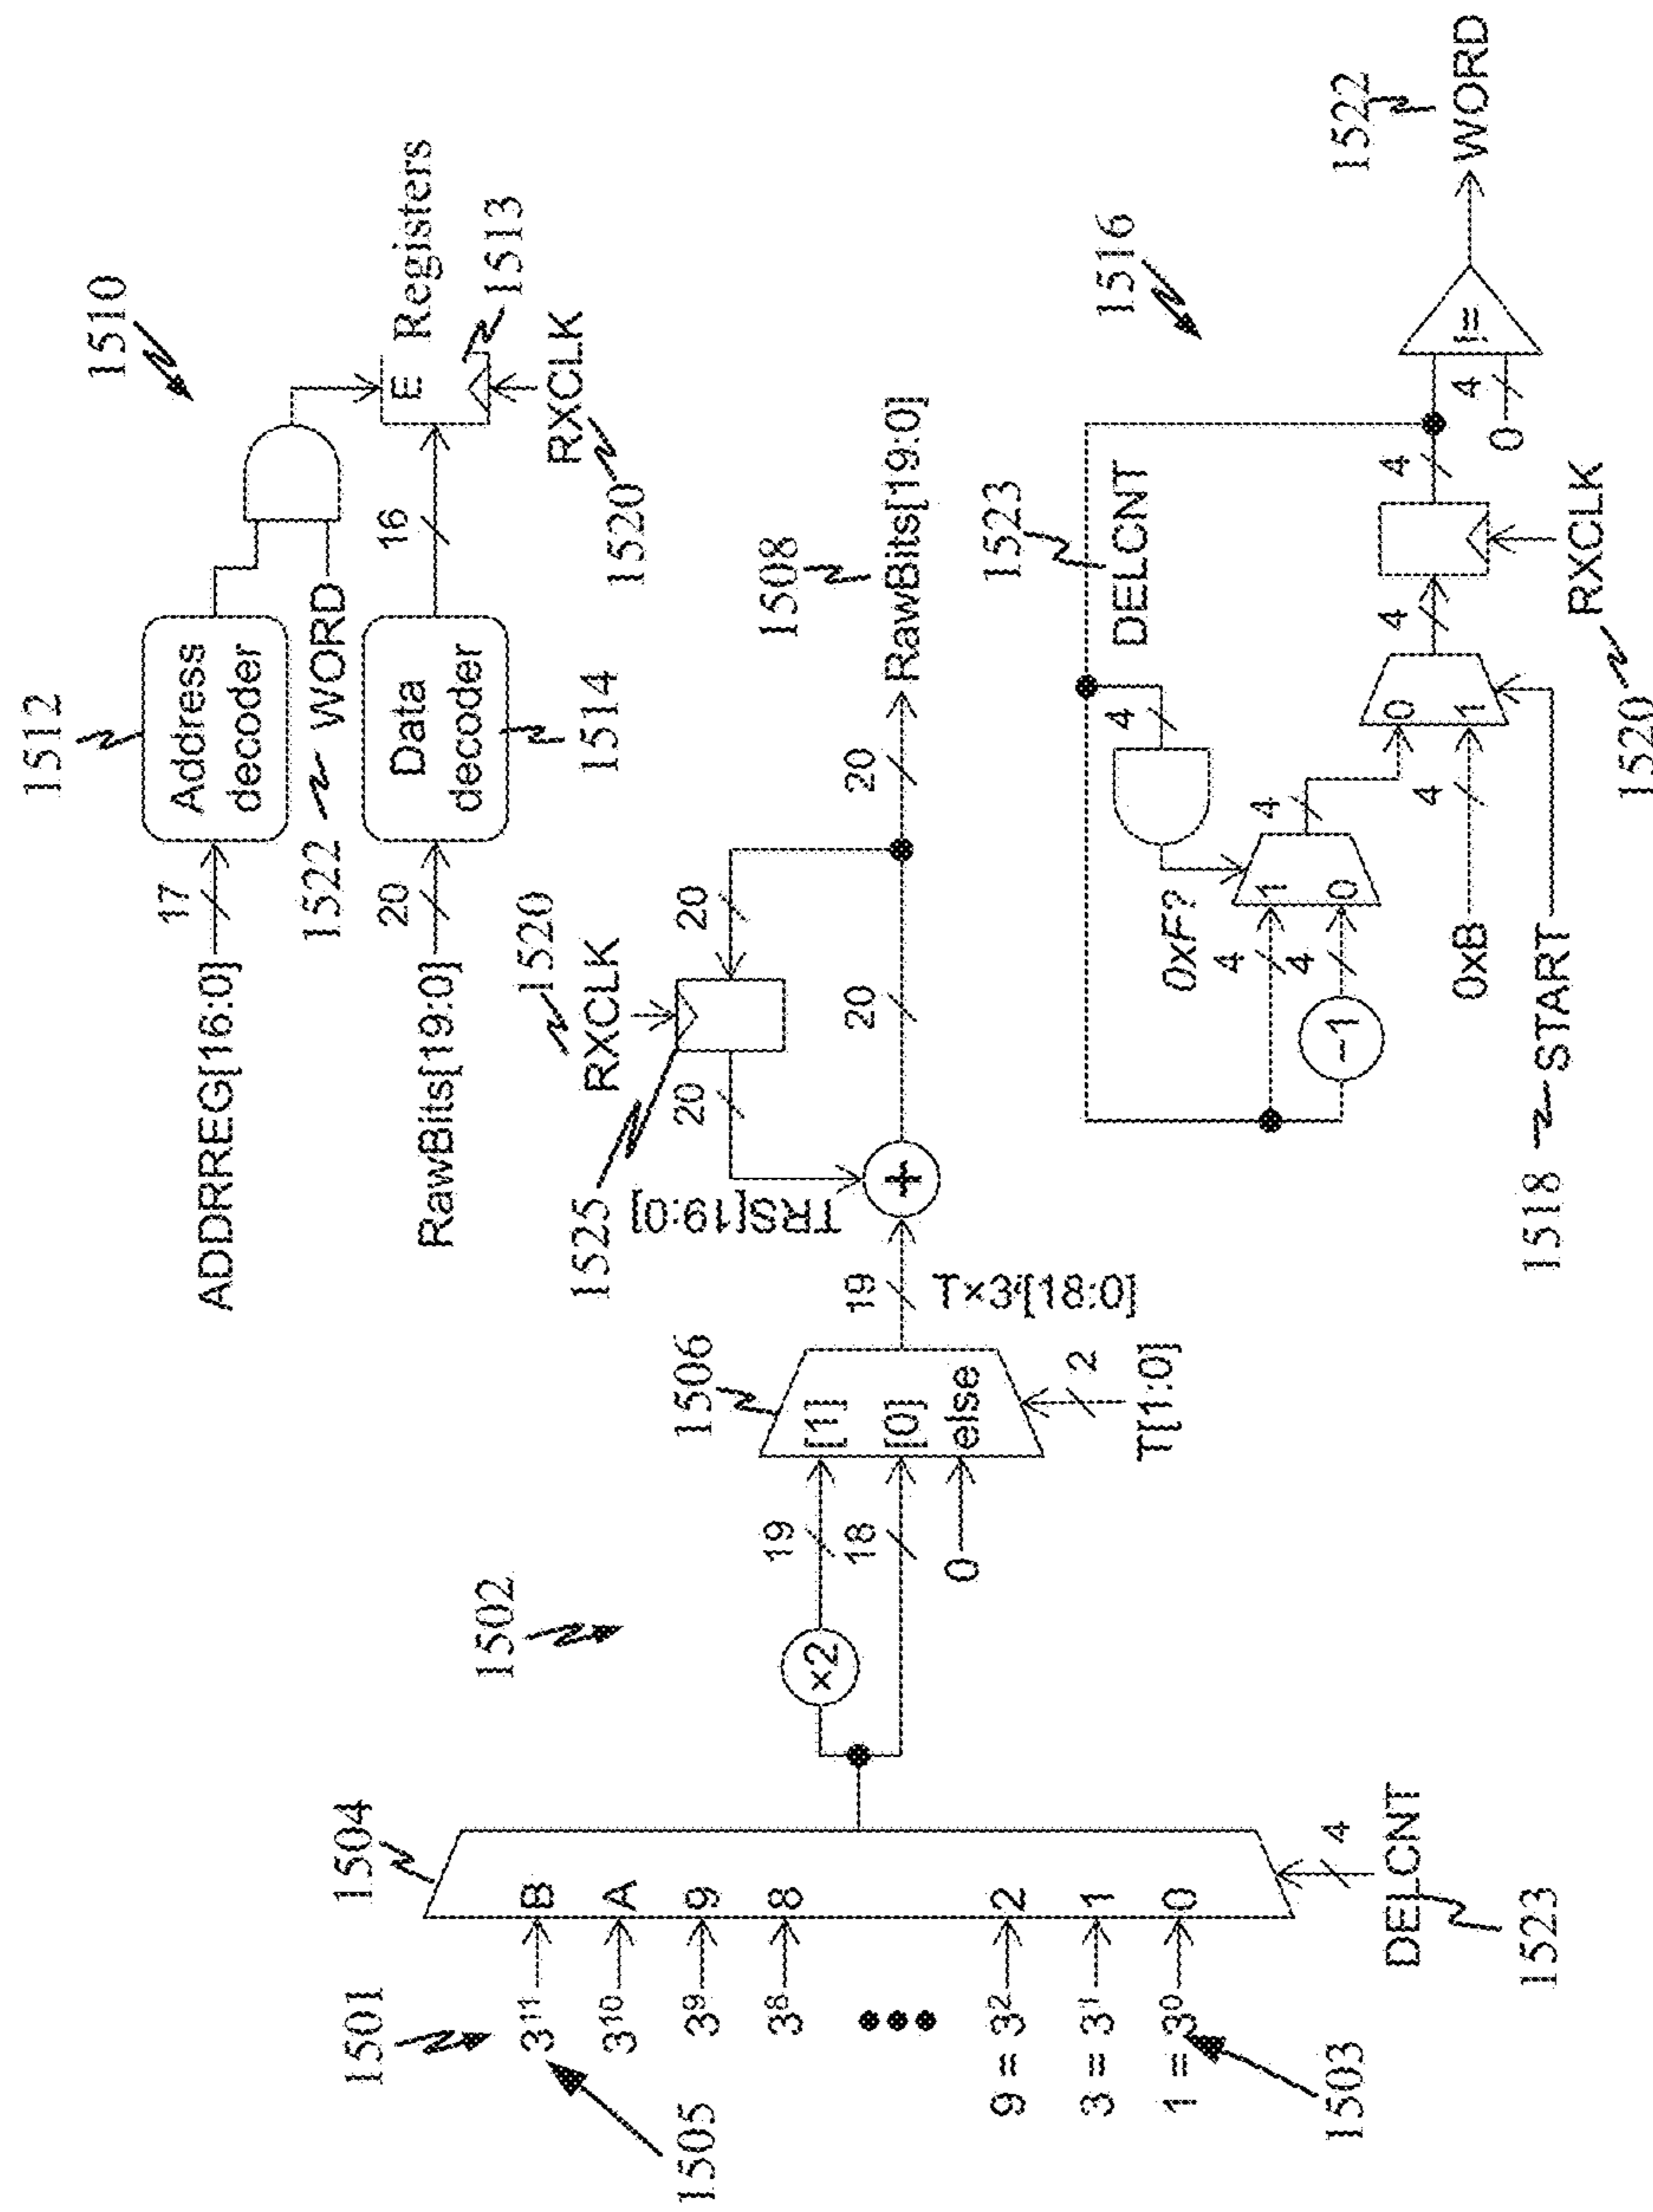 1510
1512
ADDRREG[16:0]
17
Address
decoder
1522
WORD
RawBits[19:0]
20
Data
decoder
1514
16
E
Registers
1513
RXCLK
1520
1501
1505
3¹¹
3¹⁰
3⁹
3⁸
9 = 3²
3 = 3¹
1 = 3⁰
1503
1504
B
A
9
8
2
1
0
4
DELCNT
1523
1502
×2
19
18
0
1506
[1]
[0]
else
2
T[1:0]
19
T×3ⁱ[18:0]
1525
TRS[19:0]
+
20
RXCLK
1520
20
20
20
1508
RawBits[19:0]
1516
1523
DELCNT
4
0xF?
4
4
–1
1
0
4
0xB
4
1518
START
0
1
4
RXCLK
1520
4
4
0
!=
1522
WORD